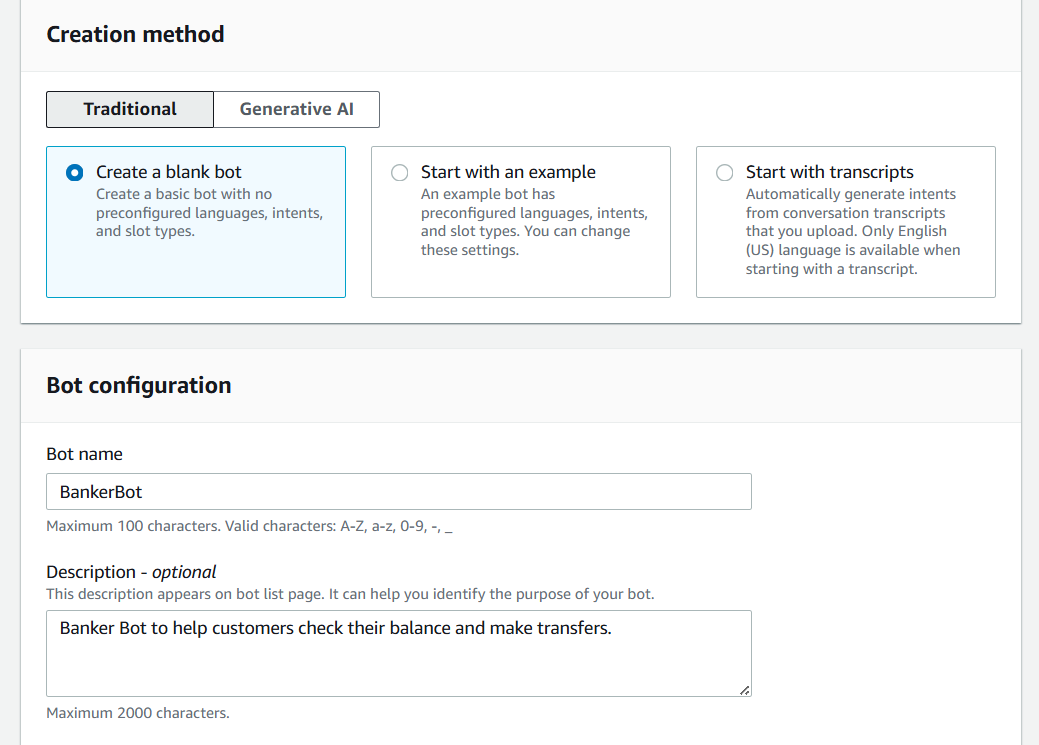 Creation method
Traditional
Generative AI
Create a blank bot
Create a basic bot with no
preconfigured languages, intents,
and slot types.
Start with an example
An example bot has
preconfigured languages, intents,
and slot types. You can change
these settings.
Start with transcripts
Automatically generate intents
from conversation transcripts
that you upload. Only English
(US) language is available when
starting with a transcript.
Bot configuration
Bot name
BankerBot
Maximum 100 characters. Valid characters: A-Z, a-z, 0-9, -, _
Description - optional
This description appears on bot list page. It can help you identify the purpose of your bot.
Banker Bot to help customers check their balance and make transfers.
Maximum 2000 characters.